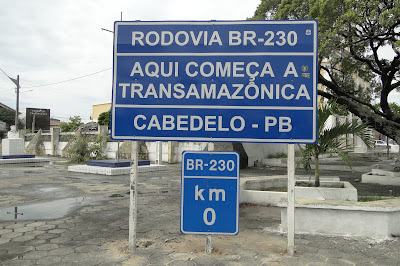 RODOVIA BR-230
AQUI COMEÇA A
TRANSAMAZÔNICA
CABEDELO - PB
BR-230
km
0